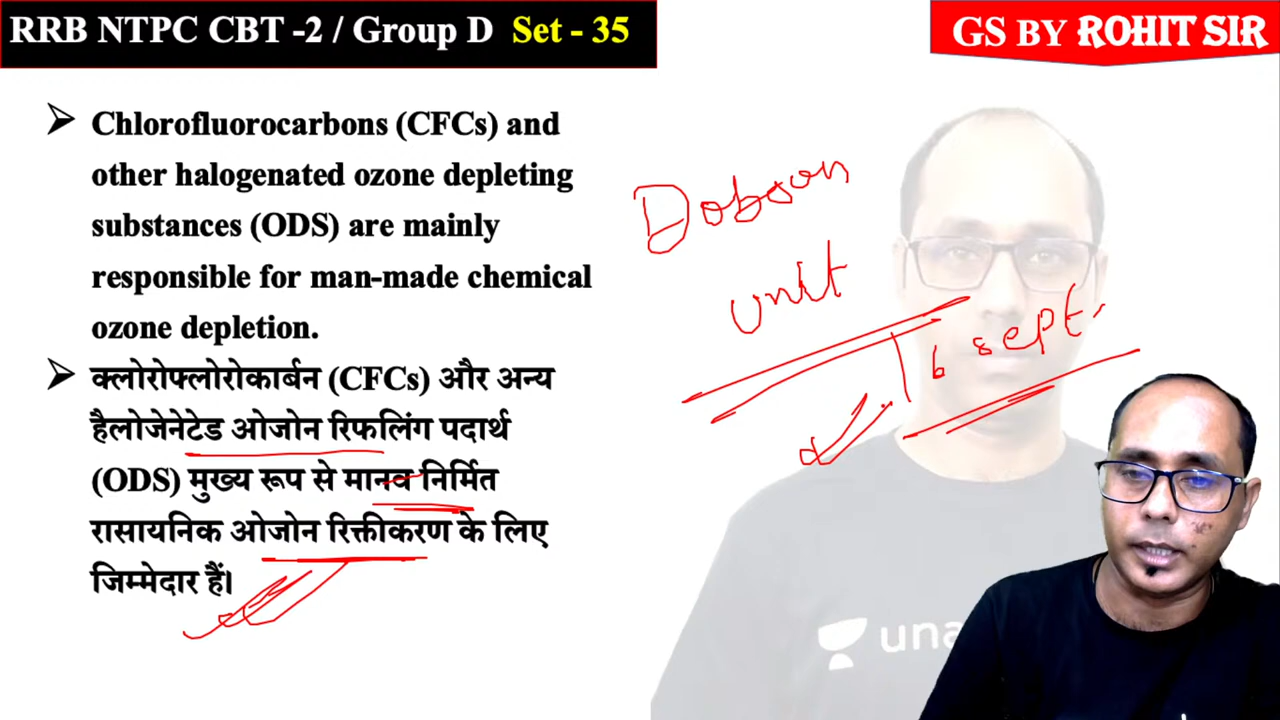 RRB NTPC CBT -2 / Group D Set - 35
GS BY ROHIT SIR
Chlorofluorocarbons (CFCs) and
other halogenated ozone depleting
substances (ODS) are mainly
responsible for man-made chemical
ozone depletion.
क्लोरोफ्लोरोकार्बन (CFCs) और अन्य
हैलोजेनेटेड ओजोन रिफलिंग पदार्थ
(ODS) मुख्य रूप से मानव निर्मित
रासायनिक ओजोन रिक्तीकरण के लिए
जिम्मेदार हैं।
Dobson
unit
16 sept.
una